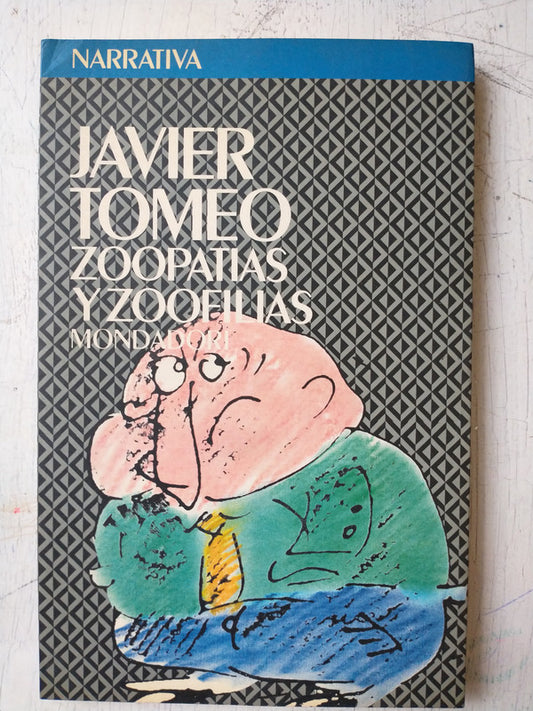 NARRATIVA
JAVIER
TOMEO
ZOOPATIAS
Y ZOOFILIAS
MONDADORI